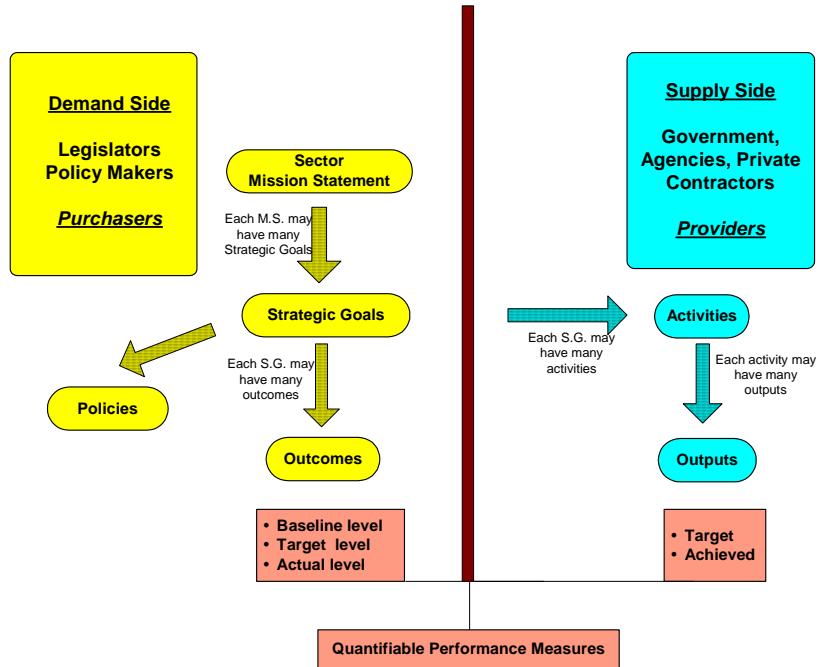 Demand Side
Legislators
Policy Makers
Purchasers
Sector
Mission Statement
Each M.S. may
have many
Strategic Goals
Strategic Goals
Each S.G. may
have many
outcomes
Policies
Outcomes
• Baseline level
• Target level
• Actual level
Supply Side
Government,
Agencies, Private
Contractors
Providers
Each S.G. may
have many
activities
Activities
Each activity may
have many
outputs
Outputs
• Target
• Achieved
Quantifiable Performance Measures